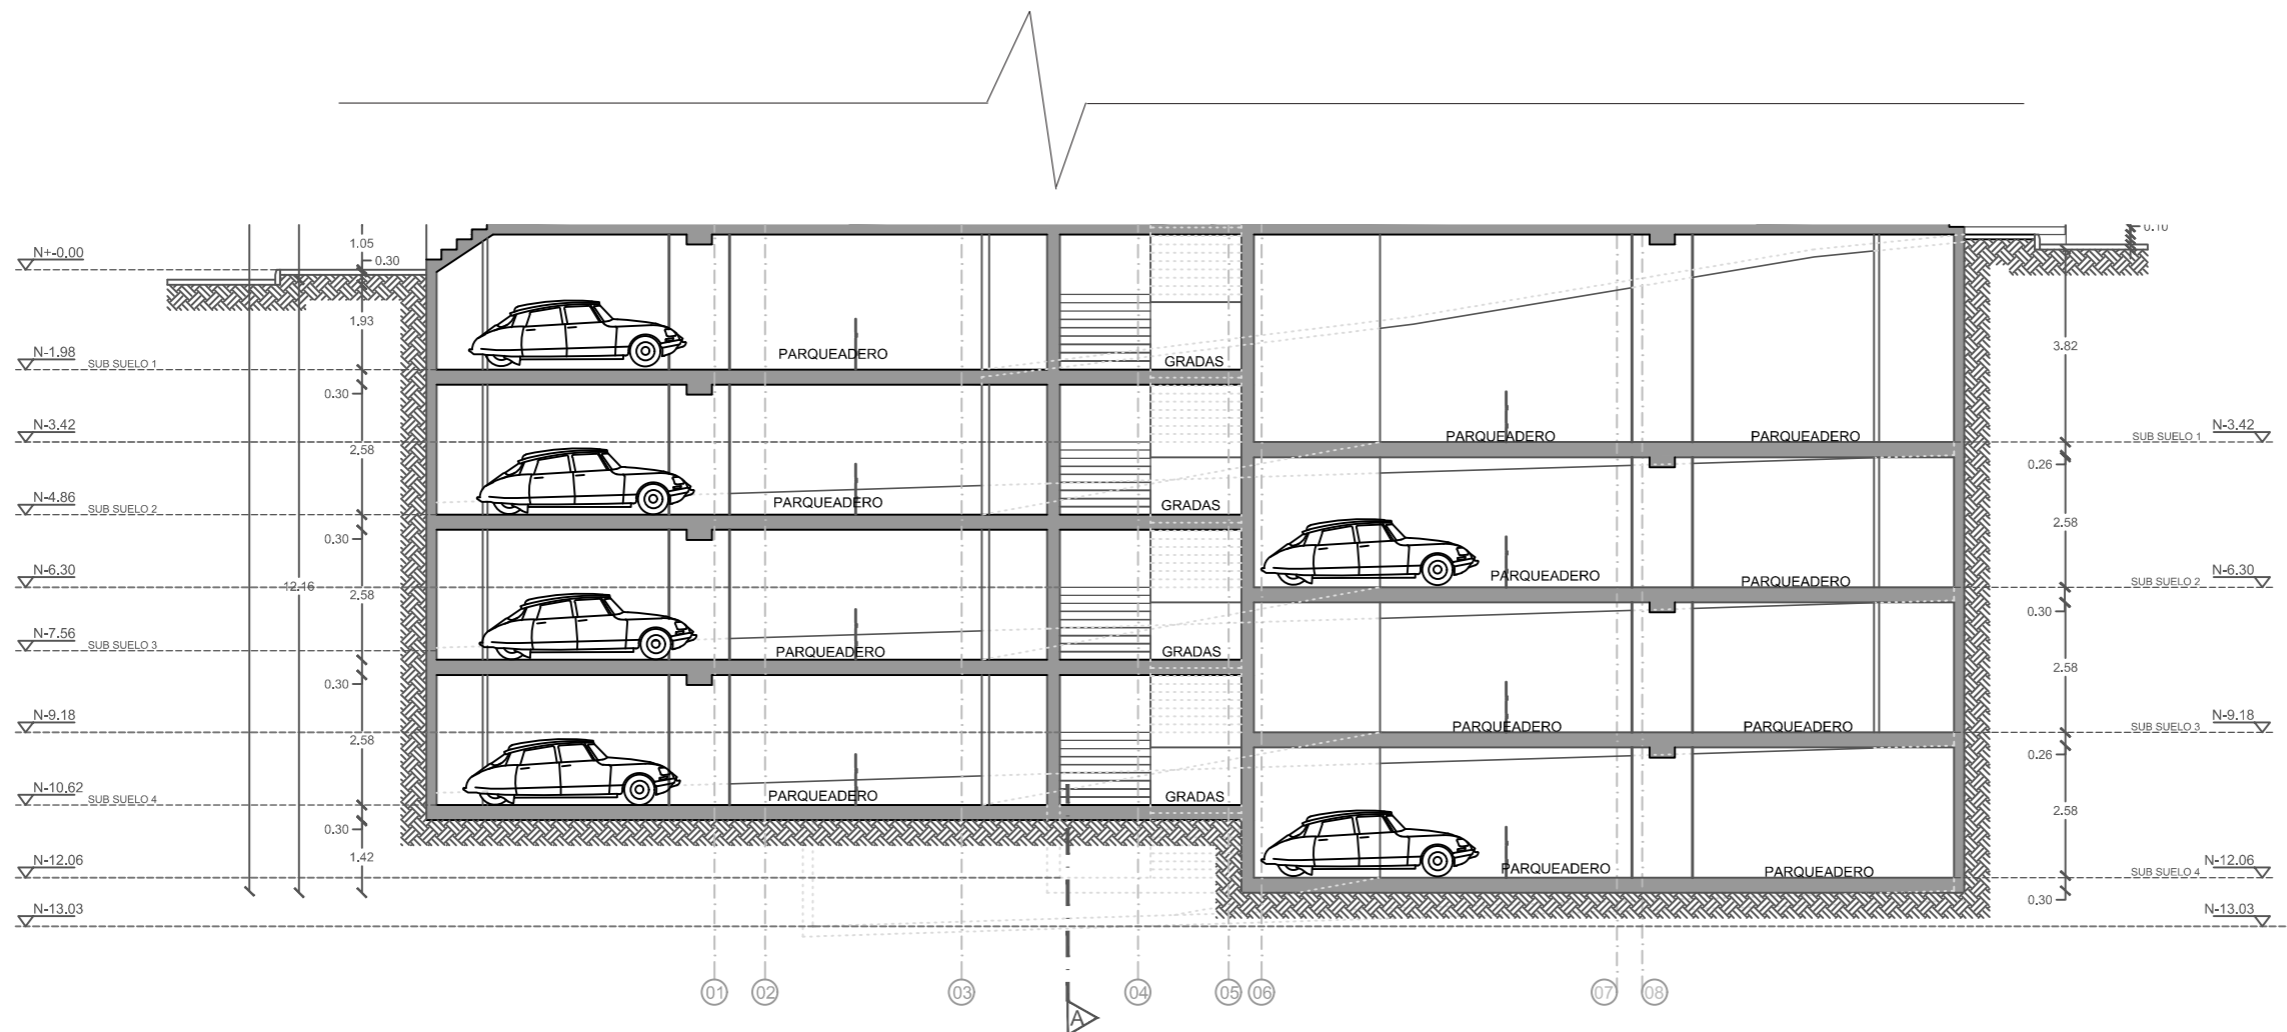 N+-0.00
1.05
0.30
1.93
N-1.98
SUB SUELO 1
0.30
N-3.42
2.58
N-4.86
SUB SUELO 2
0.30
N-6.30
12.16
2.58
N-7.56
SUB SUELO 3
0.30
N-9.18
2.58
N-10.62
SUB SUELO 4
0.30
1.42
N-12.06
N-13.03
PARQUEADERO
GRADAS
PARQUEADERO
GRADAS
PARQUEADERO
GRADAS
PARQUEADERO
GRADAS
PARQUEADERO
PARQUEADERO
PARQUEADERO
PARQUEADERO
PARQUEADERO
PARQUEADERO
PARQUEADERO
PARQUEADERO
0.10
3.82
N-3.42
SUB SUELO 1
0.26
2.58
N-6.30
SUB SUELO 2
0.30
2.58
N-9.18
SUB SUELO 3
0.26
2.58
N-12.06
SUB SUELO 4
0.30
N-13.03
01
02
03
04
05
06
07
08
A